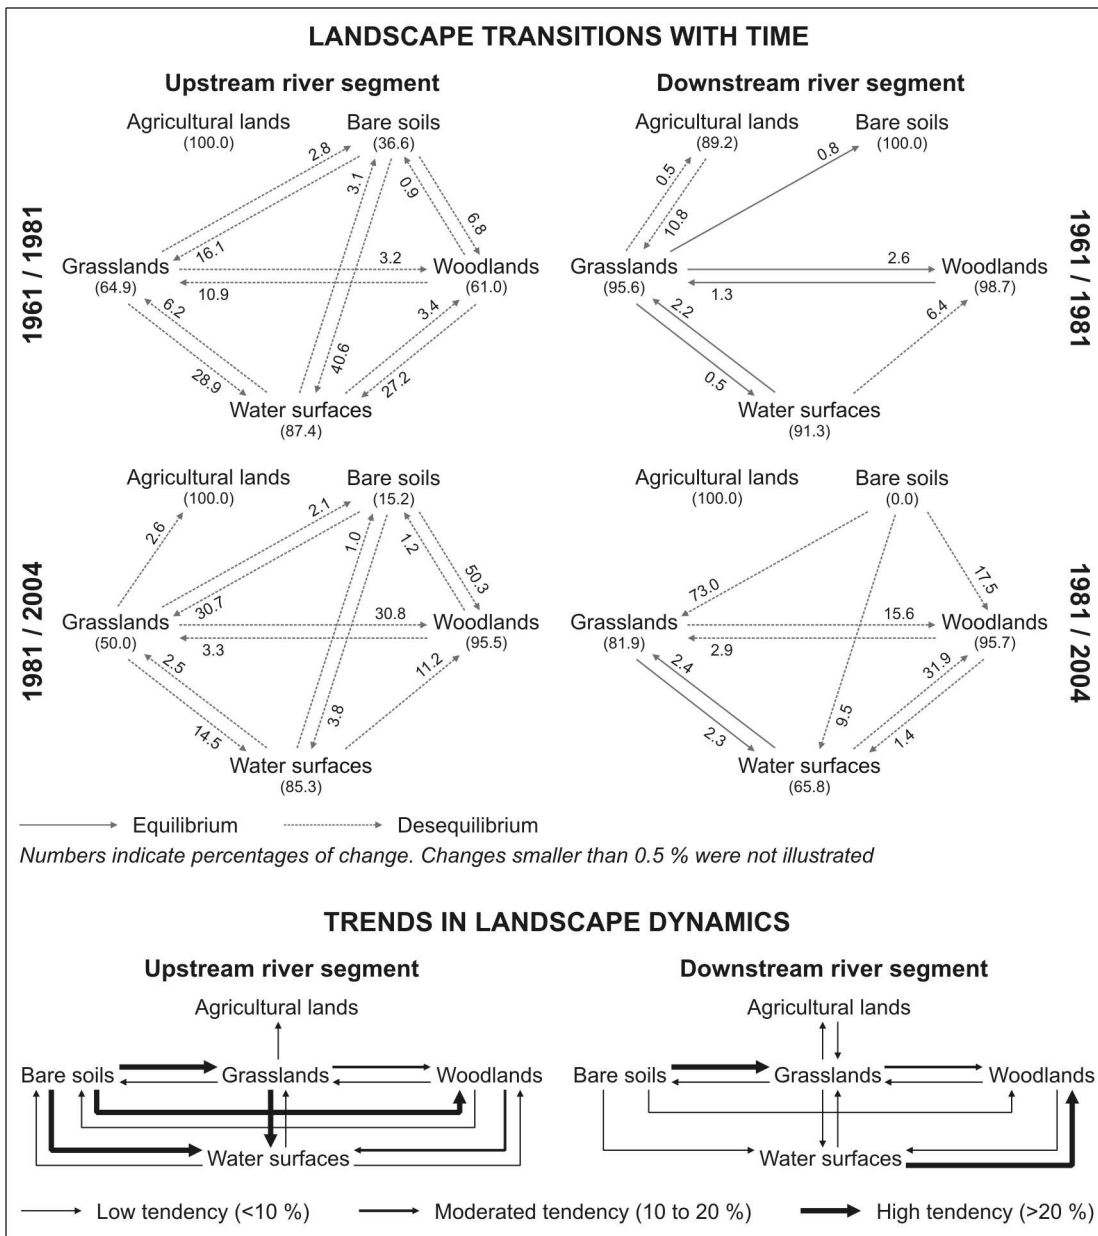 LANDSCAPE TRANSITIONS WITH TIME
Upstream river segment
Downstream river segment
1961 / 1981
Agricultural lands
(100.0)
Bare soils
(36.6)
2.8
16.1
3.1
0.9
6.8
Grasslands
(64.9)
3.2
10.9
Woodlands
(61.0)
6.2
28.9
40.6
3.4
27.2
Water surfaces
(87.4)
Agricultural lands
(89.2)
Bare soils
(100.0)
0.5
10.8
0.8
Grasslands
(95.6)
2.6
1.3
Woodlands
(98.7)
2.2
0.5
6.4
Water surfaces
(91.3)
1961 / 1981
1981 / 2004
Agricultural lands
(100.0)
Bare soils
(15.2)
2.6
2.1
30.7
1.0
1.2
50.3
Grasslands
(50.0)
30.8
3.3
Woodlands
(95.5)
2.5
14.5
3.8
11.2
Water surfaces
(85.3)
Agricultural lands
(100.0)
Bare soils
(0.0)
73.0
17.5
Grasslands
(81.9)
15.6
2.9
Woodlands
(95.7)
2.4
2.3
9.5
31.9
1.4
Water surfaces
(65.8)
1981 / 2004
Equilibrium
Desequilibrium
Numbers indicate percentages of change. Changes smaller than 0.5 % were not illustrated
TRENDS IN LANDSCAPE DYNAMICS
Upstream river segment
Downstream river segment
Agricultural lands
Bare soils
Grasslands
Woodlands
Water surfaces
Agricultural lands
Bare soils
Grasslands
Woodlands
Water surfaces
Low tendency (<10 %)
Moderated tendency (10 to 20 %)
High tendency (>20 %)